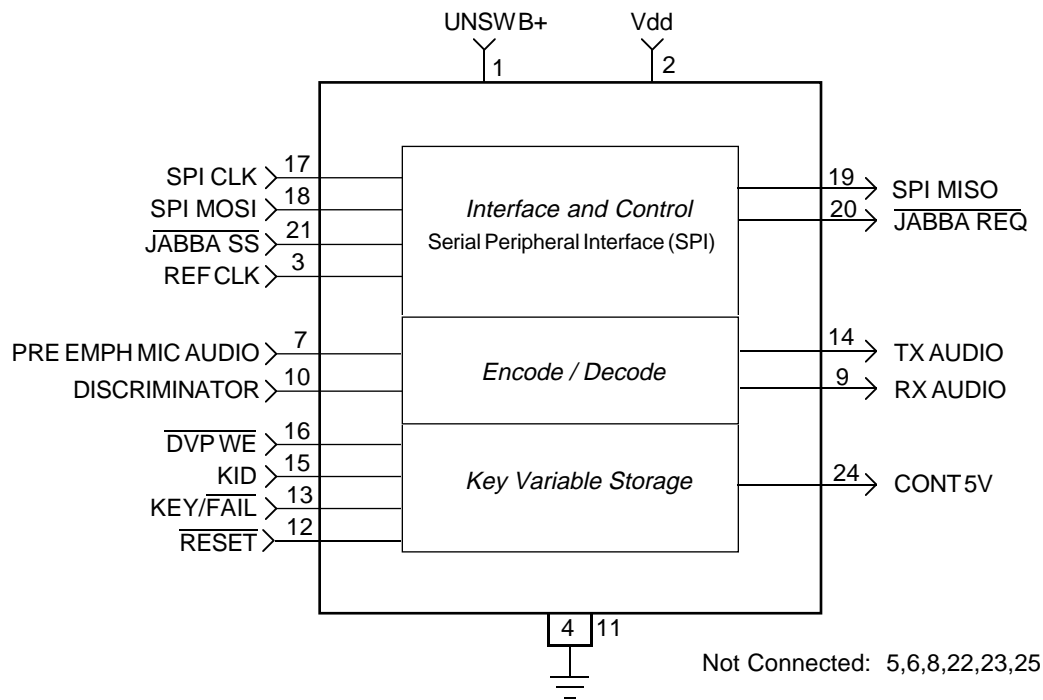 UNSWB+ Vdd
1 2
SPI CLK 17
SPI MOSI 18
JABBA SS 21
REF CLK 3
Interface and Control
Serial Peripheral Interface (SPI)
19 SPI MISO
20 JABBA REQ
PRE EMPH MIC AUDIO 7
DISCRIMINATOR 10
Encode / Decode
14 TX AUDIO
9 RX AUDIO
DVP WE 16
KID 15
KEY/FAIL 13
RESET 12
Key Variable Storage
24 CONT 5V
4 11
Not Connected: 5,6,8,22,23,25